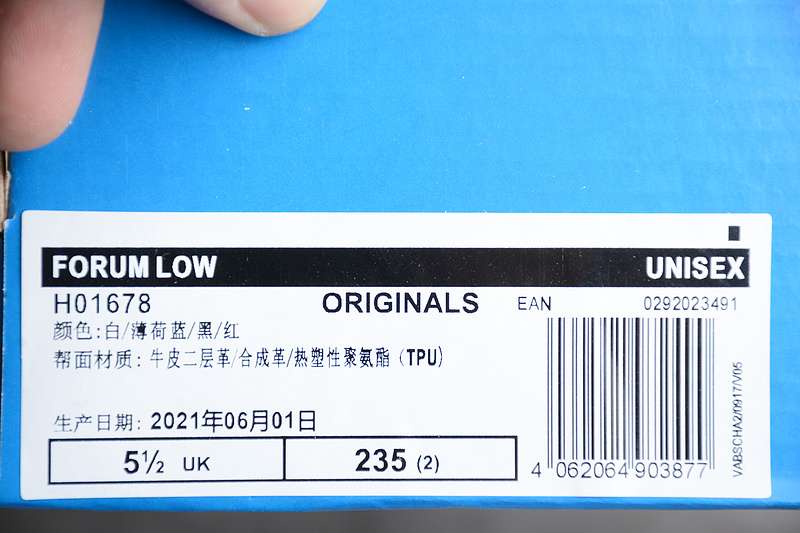 FORUM LOW UNISEX
H01678 ORIGINALS EAN 0292023491
颜色:白/薄荷蓝/黑/红
帮面材质: 牛皮二层革/合成革/热塑性聚氨酯（TPU）
生产日期: 2021年06月01日
5½ UK 235 (2)
4 062064 903877
VABSCHA2/0917/V05